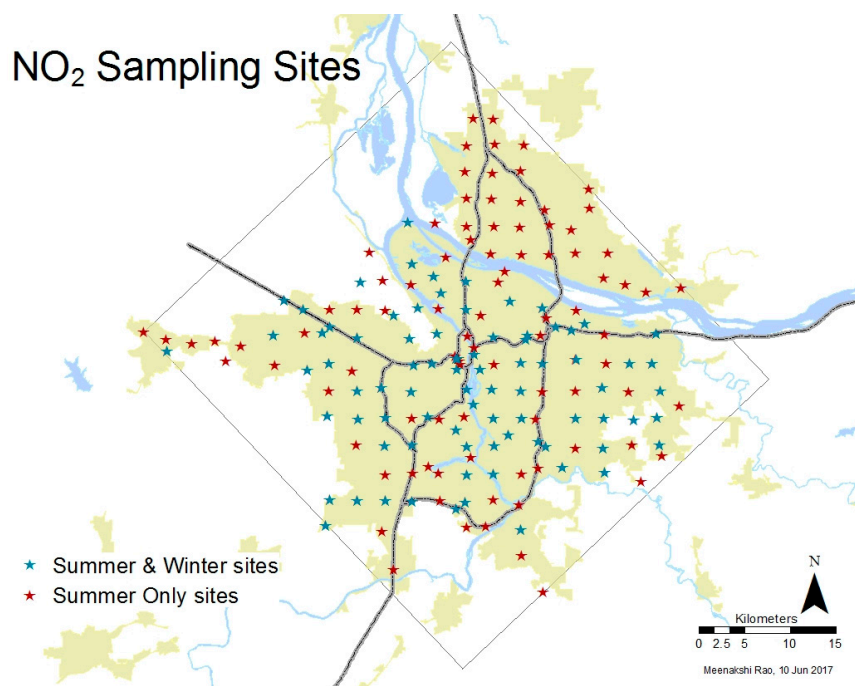 NO₂ Sampling Sites
Summer & Winter sites
Summer Only sites
N
Kilometers
0 2.5 5 10 15
Meenakshi Rao, 10 Jun 2017